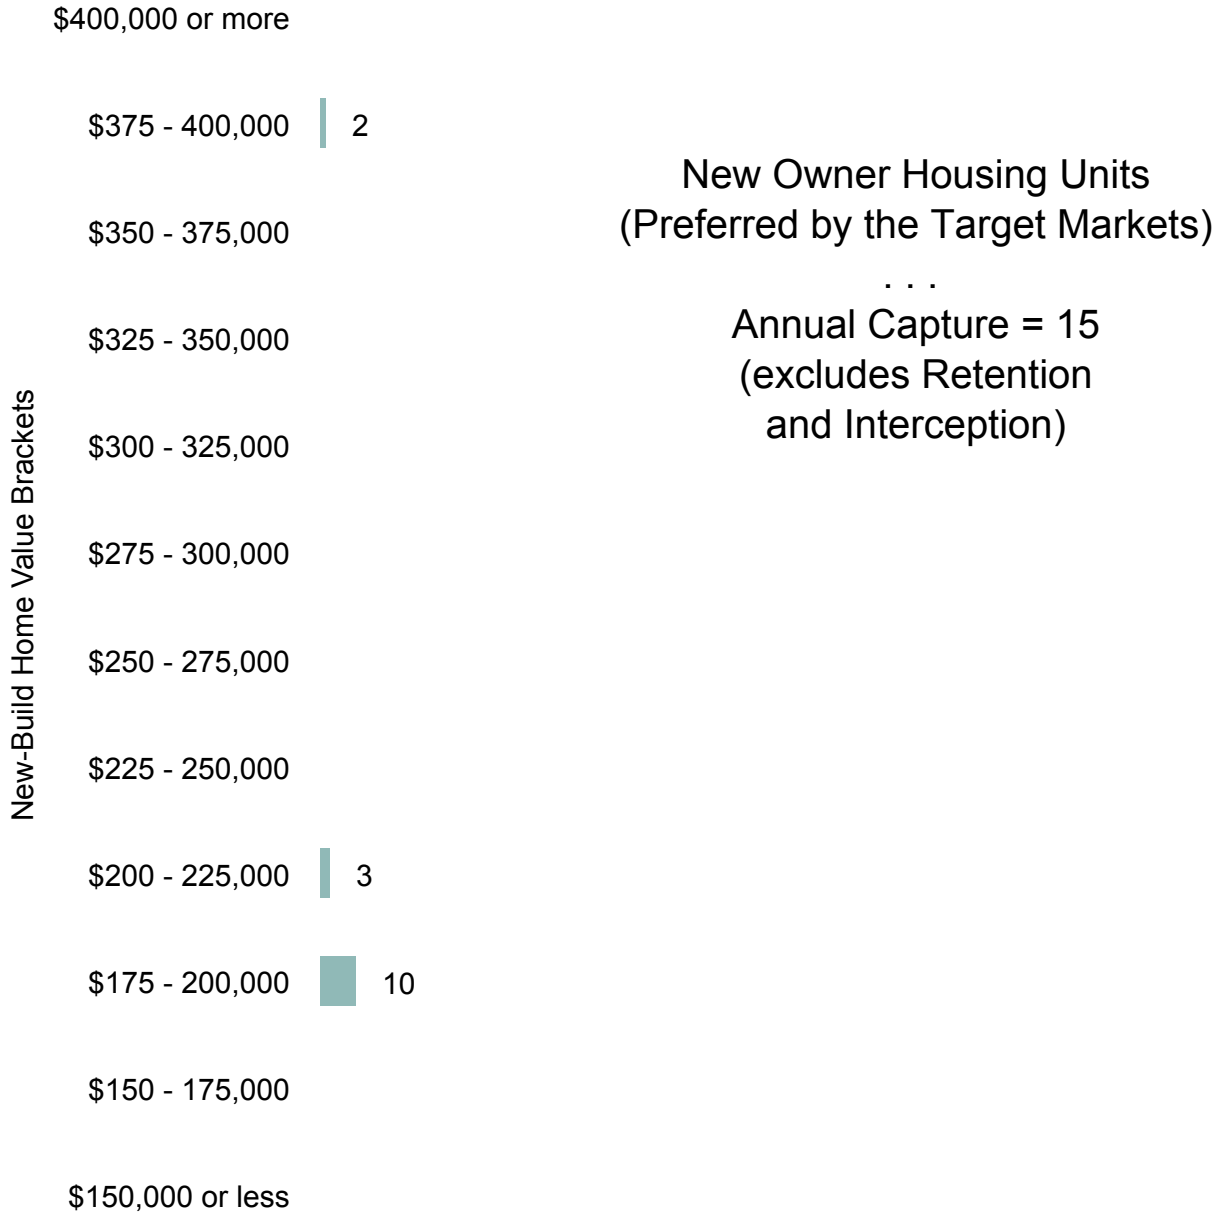 $400,000 or more
$375 - 400,000 2
$350 - 375,000
$325 - 350,000
$300 - 325,000
$275 - 300,000
$250 - 275,000
$225 - 250,000
$200 - 225,000 3
$175 - 200,000 10
$150 - 175,000
$150,000 or less
New-Build Home Value Brackets
New Owner Housing Units
(Preferred by the Target Markets)
. . .
Annual Capture = 15
(excludes Retention
and Interception)